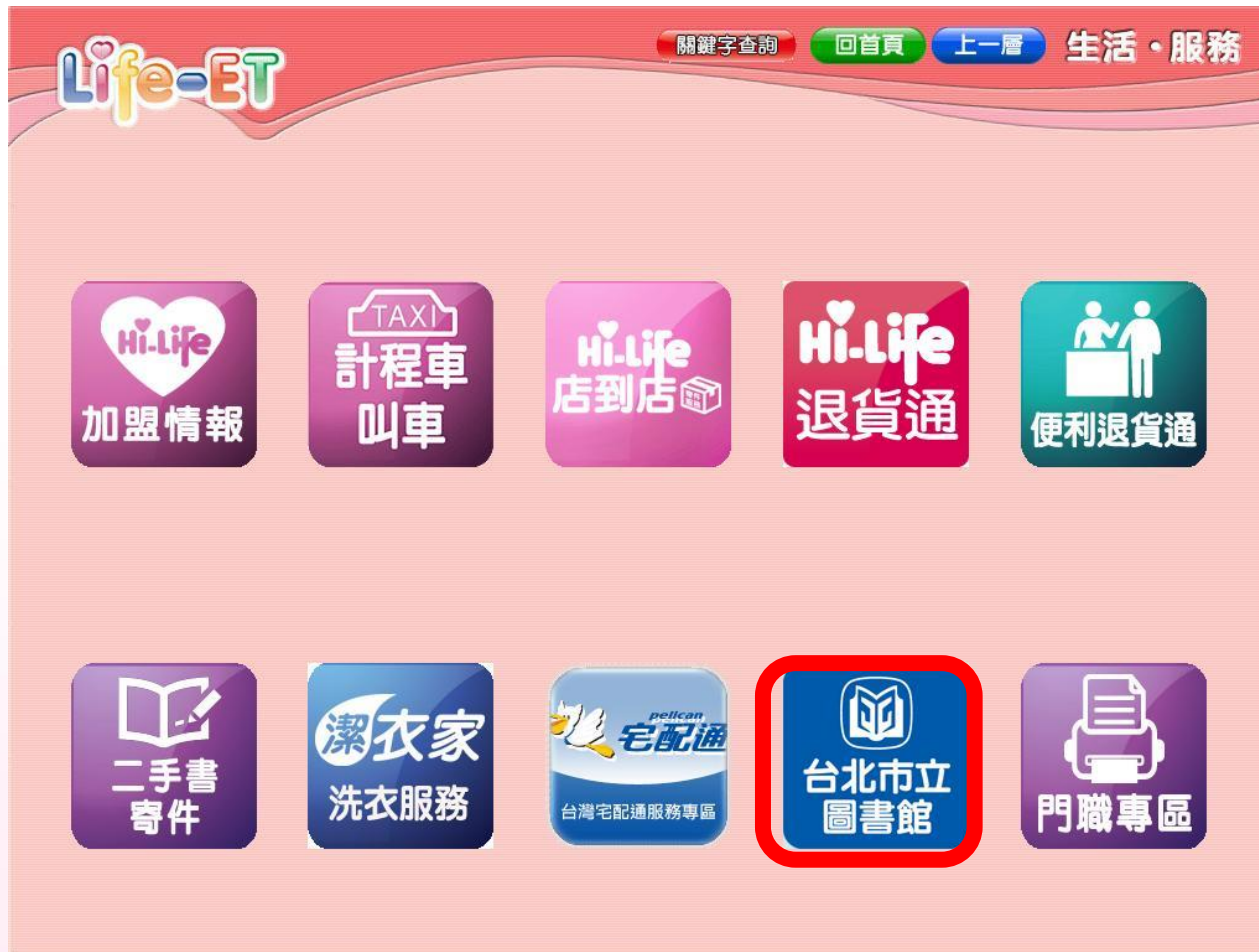 Life-ET
關鍵字查詢 回首頁 上一層 生活・服務
Hi-Life
加盟情報
TAXI
計程車
叫車
Hi-Life
店到店
Hi-Life
退貨通
便利退貨通
二手書
寄件
潔衣家
洗衣服務
pelican
宅配通
台灣宅配通服務專區
台北市立
圖書館
門職專區